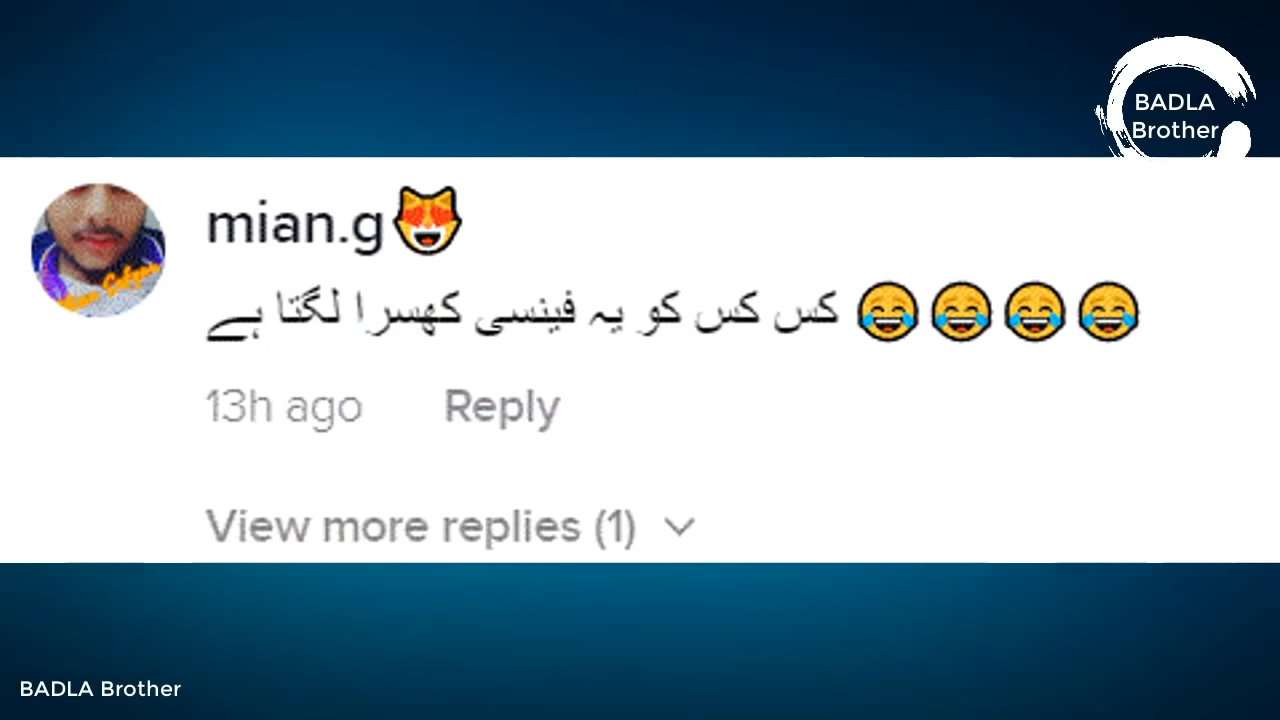 BADLA
Brother
mian.g😻
😂😂😂😂 کس کس کو یہ فینسی کھسرا لگتا ہے
13h ago Reply
View more replies (1)
BADLA Brother